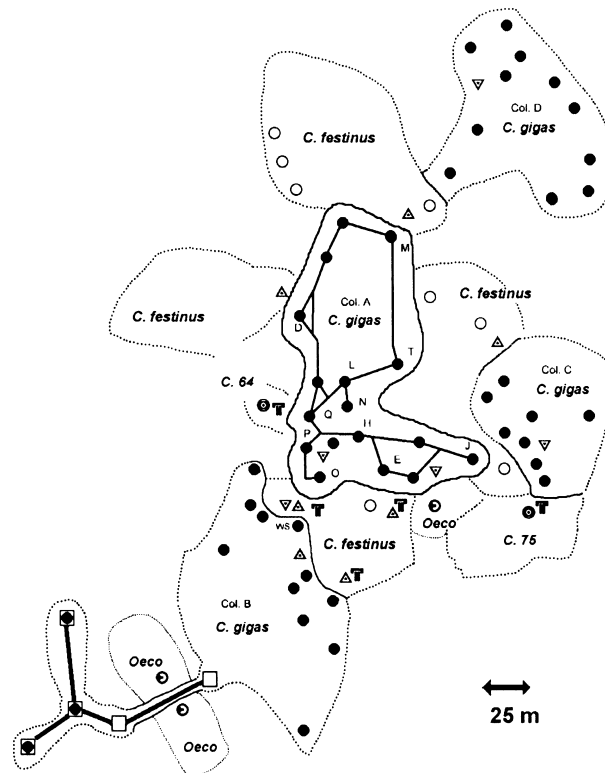 Col. D
C. gigas
C. festinus
M
C. festinus
C. festinus
Col. A
C. gigas
D
T
L
Col. C
C. gigas
C. 64
N
Q
H
P
J
E
O
WS
Oeco
C. 75
C. festinus
Col. B
C. gigas
Oeco
Oeco
25 m